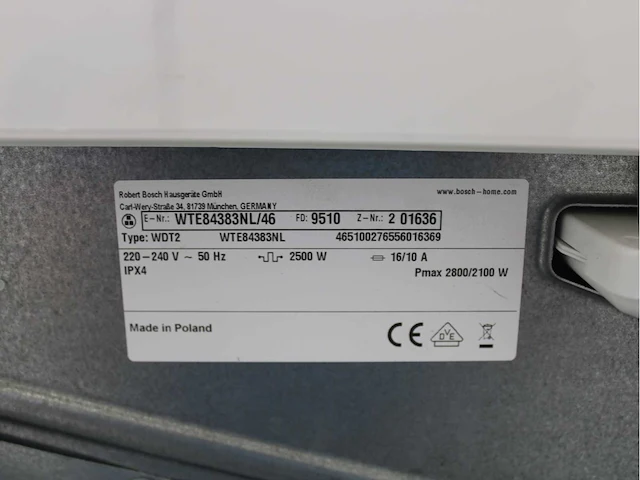 Robert Bosch Hausgeräte GmbH www.bosch-home.com
Carl-Wery-Straße 34, 81739 München, GERMANY
E-Nr.: WTE84383NL/46 FD: 9510 Z-Nr.: 2 01636
Type: WDT2 WTE84383NL 465100276556016369
220-240 V ~ 50 Hz 2500 W 16/10 A
IPX4 Pmax 2800/2100 W
Made in Poland CE DVE